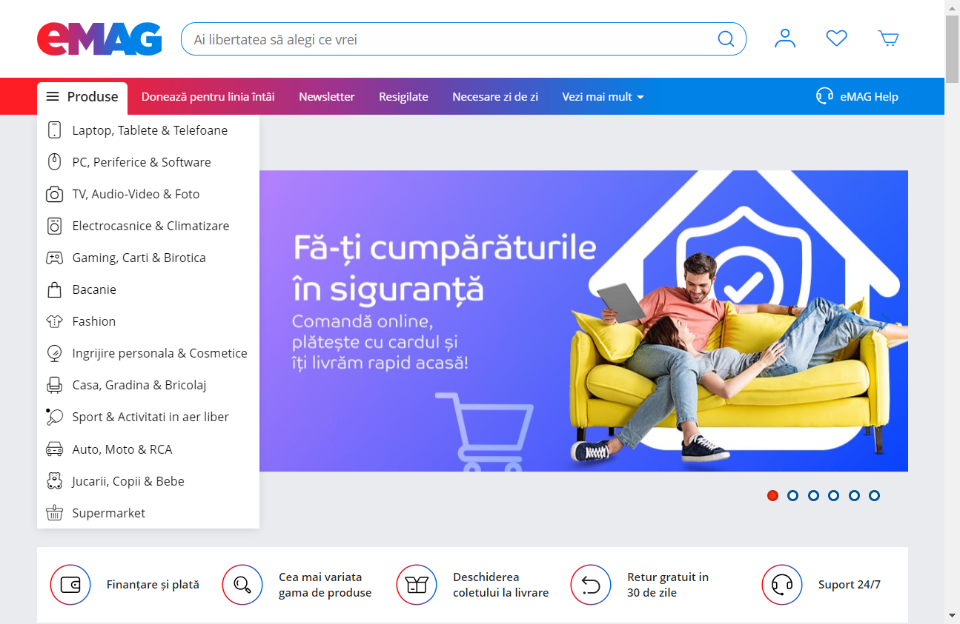 eMAG
Ai libertatea să alegi ce vrei
Produse
Donează pentru linia întâi
Newsletter
Resigilate
Necesare zi de zi
Vezi mai mult
eMAG Help
Laptop, Tablete & Telefoane
PC, Periferice & Software
TV, Audio-Video & Foto
Electrocasnice & Climatizare
Gaming, Carti & Birotica
Bacanie
Fashion
Ingrijire personala & Cosmetice
Casa, Gradina & Bricolaj
Sport & Activitati in aer liber
Auto, Moto & RCA
Jucarii, Copii & Bebe
Supermarket
Fă-ți cumpărăturile
în siguranță
Comandă online,
plătește cu cardul și
îți livrăm rapid acasă!
Finanțare și plată
Cea mai variata
gama de produse
Deschiderea
coletului la livrare
Retur gratuit in
30 de zile
Suport 24/7